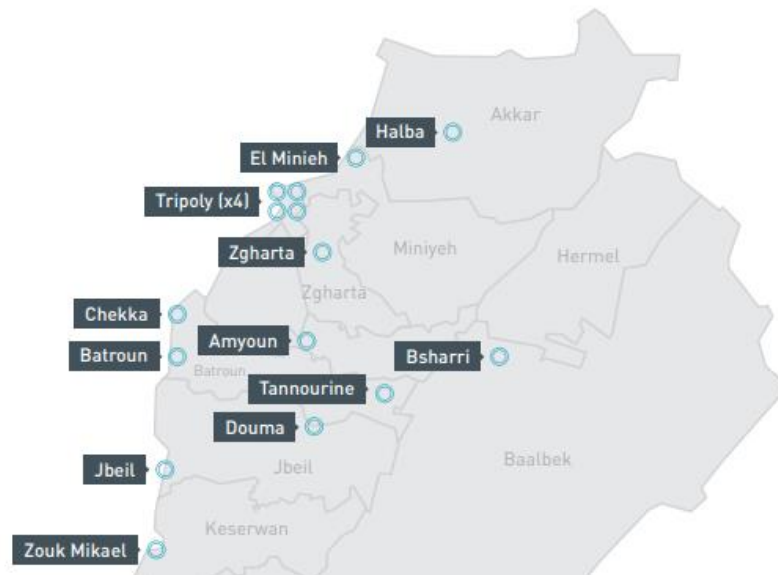 Akkar
Halba
El Minieh
Tripoly (x4)
Miniyeh
Hermel
Zgharta
Zgharta
Chekka
Amyoun
Batroun
Bsharri
Batroun
Tannourine
Douma
Baalbek
Jbeil
Jbeil
Keserwan
Zouk Mikael